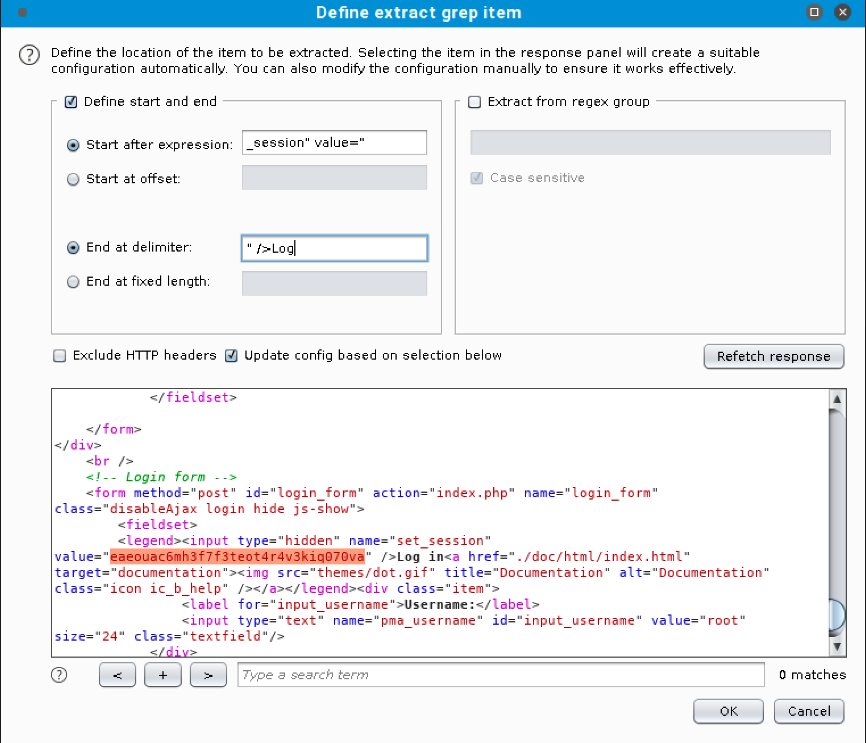 Define extract grep item
Define the location of the item to be extracted. Selecting the item in the response panel will create a suitable
configuration automatically. You can also modify the configuration manually to ensure it works effectively.
Define start and end
Start after expression: _session" value="
Start at offset:
End at delimiter: " />Log
End at fixed length:
Extract from regex group
Case sensitive
Exclude HTTP headers Update config based on selection below Refetch response
</fieldset>
</form>
</div>
<br />
<!-- Login form -->
<form method="post" id="login_form" action="index.php" name="login_form"
class="disableAjax login hide js-show">
<fieldset>
<legend><input type="hidden" name="set_session"
value="eaeouac6mh3f7f3teot4r4v3kiq070va" />Log in<a href="./doc/html/index.html"
target="documentation"><img src="themes/dot.gif" title="Documentation" alt="Documentation"
class="icon ic_b_help" /></a></legend><div class="item">
<label for="input_username">Username:</label>
<input type="text" name="pma_username" id="input_username" value="root"
size="24" class="textfield"/>
</div>
? < + > Type a search term 0 matches
OK Cancel